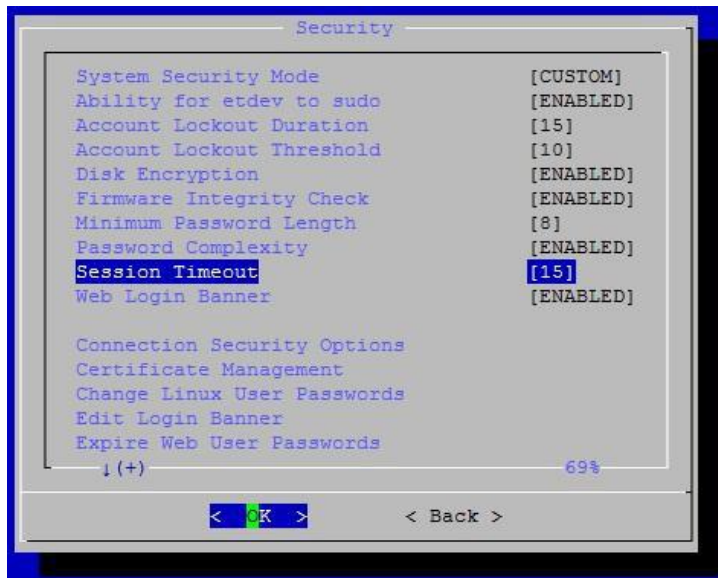 Security
System Security Mode [CUSTOM]
Ability for etdev to sudo [ENABLED]
Account Lockout Duration [15]
Account Lockout Threshold [10]
Disk Encryption [ENABLED]
Firmware Integrity Check [ENABLED]
Minimum Password Length [8]
Password Complexity [ENABLED]
Session Timeout [15]
Web Login Banner [ENABLED]
Connection Security Options
Certificate Management
Change Linux User Passwords
Edit Login Banner
Expire Web User Passwords
↓(+) 69%
< OK > < Back >